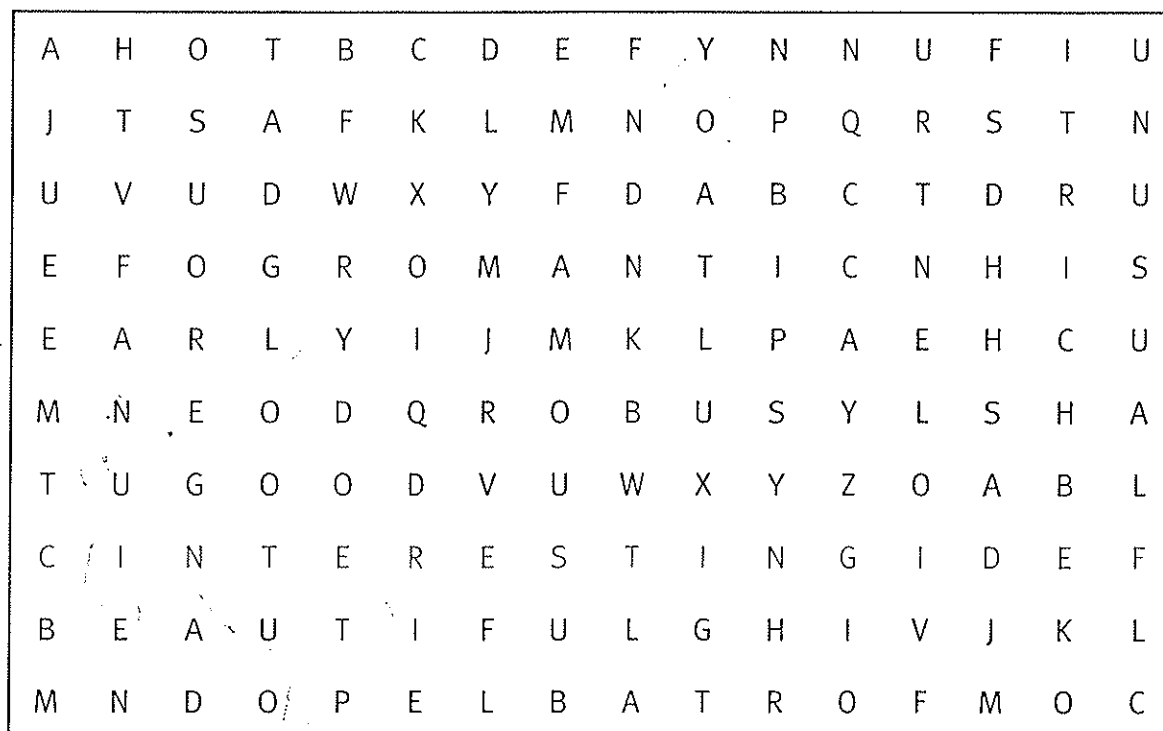 A H O T B C D E F Y N N U F I U
J T S A F K L M N O P Q R S T N
U V U D W X Y F D A B C T D R U
E F O G R O M A N T I C N H I S
E A R L Y I J M K L P A E H C U
M N E O D Q R O B U S Y L S H A
T U G O O D V U W X Y Z O A B L
C I N T E R E S T I N G I D E F
B E A U T I F U L G H I V J K L
M N D O P E L B A T R O F M O C